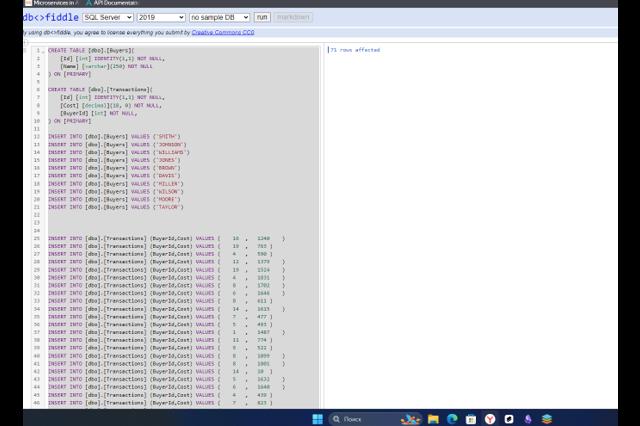 Microservices in A
API Documentain
db<>fiddle
SQL Server
2019
no sample DB
run
markdown
By using db<>fiddle, you agree to license everything you submit by Creative Commons CC0
1 CREATE TABLE [dbo].[Buyers](
2 [Id] [int] IDENTITY(1,1) NOT NULL,
3 [Name] [varchar](250) NOT NULL
4 ) ON [PRIMARY]
5
6 CREATE TABLE [dbo].[Transactions](
7 [Id] [int] IDENTITY(1,1) NOT NULL,
8 [Cost] [decimal](18, 0) NOT NULL,
9 [BuyerId] [int] NOT NULL,
10 ) ON [PRIMARY]
11
12 INSERT INTO [dbo].[Buyers] VALUES ('SMITH')
13 INSERT INTO [dbo].[Buyers] VALUES ('JOHNSON')
14 INSERT INTO [dbo].[Buyers] VALUES ('WILLIAMS')
15 INSERT INTO [dbo].[Buyers] VALUES ('JONES')
16 INSERT INTO [dbo].[Buyers] VALUES ('BROWN')
17 INSERT INTO [dbo].[Buyers] VALUES ('DAVIS')
18 INSERT INTO [dbo].[Buyers] VALUES ('MILLER')
19 INSERT INTO [dbo].[Buyers] VALUES ('WILSON')
20 INSERT INTO [dbo].[Buyers] VALUES ('MOORE')
21 INSERT INTO [dbo].[Buyers] VALUES ('TAYLOR')
22
23
24
25 INSERT INTO [dbo].[Transactions] (BuyerId,Cost) VALUES ( 10 , 1240 )
26 INSERT INTO [dbo].[Transactions] (BuyerId,Cost) VALUES ( 10 , 783 )
27 INSERT INTO [dbo].[Transactions] (BuyerId,Cost) VALUES ( 4 , 590 )
28 INSERT INTO [dbo].[Transactions] (BuyerId,Cost) VALUES ( 12 , 1379 )
29 INSERT INTO [dbo].[Transactions] (BuyerId,Cost) VALUES ( 10 , 1524 )
30 INSERT INTO [dbo].[Transactions] (BuyerId,Cost) VALUES ( 4 , 1031 )
31 INSERT INTO [dbo].[Transactions] (BuyerId,Cost) VALUES ( 8 , 1702 )
32 INSERT INTO [dbo].[Transactions] (BuyerId,Cost) VALUES ( 6 , 1646 )
33 INSERT INTO [dbo].[Transactions] (BuyerId,Cost) VALUES ( 8 , 611 )
34 INSERT INTO [dbo].[Transactions] (BuyerId,Cost) VALUES ( 14 , 1615 )
35 INSERT INTO [dbo].[Transactions] (BuyerId,Cost) VALUES ( 7 , 477 )
36 INSERT INTO [dbo].[Transactions] (BuyerId,Cost) VALUES ( 5 , 403 )
37 INSERT INTO [dbo].[Transactions] (BuyerId,Cost) VALUES ( 1 , 1487 )
38 INSERT INTO [dbo].[Transactions] (BuyerId,Cost) VALUES ( 11 , 774 )
39 INSERT INTO [dbo].[Transactions] (BuyerId,Cost) VALUES ( 9 , 522 )
40 INSERT INTO [dbo].[Transactions] (BuyerId,Cost) VALUES ( 8 , 1099 )
41 INSERT INTO [dbo].[Transactions] (BuyerId,Cost) VALUES ( 8 , 1001 )
42 INSERT INTO [dbo].[Transactions] (BuyerId,Cost) VALUES ( 14 , 10 )
43 INSERT INTO [dbo].[Transactions] (BuyerId,Cost) VALUES ( 5 , 1632 )
44 INSERT INTO [dbo].[Transactions] (BuyerId,Cost) VALUES ( 6 , 1640 )
45 INSERT INTO [dbo].[Transactions] (BuyerId,Cost) VALUES ( 4 , 439 )
46 INSERT INTO [dbo].[Transactions] (BuyerId,Cost) VALUES ( 7 , 823 )
71 rows affected
Поиск